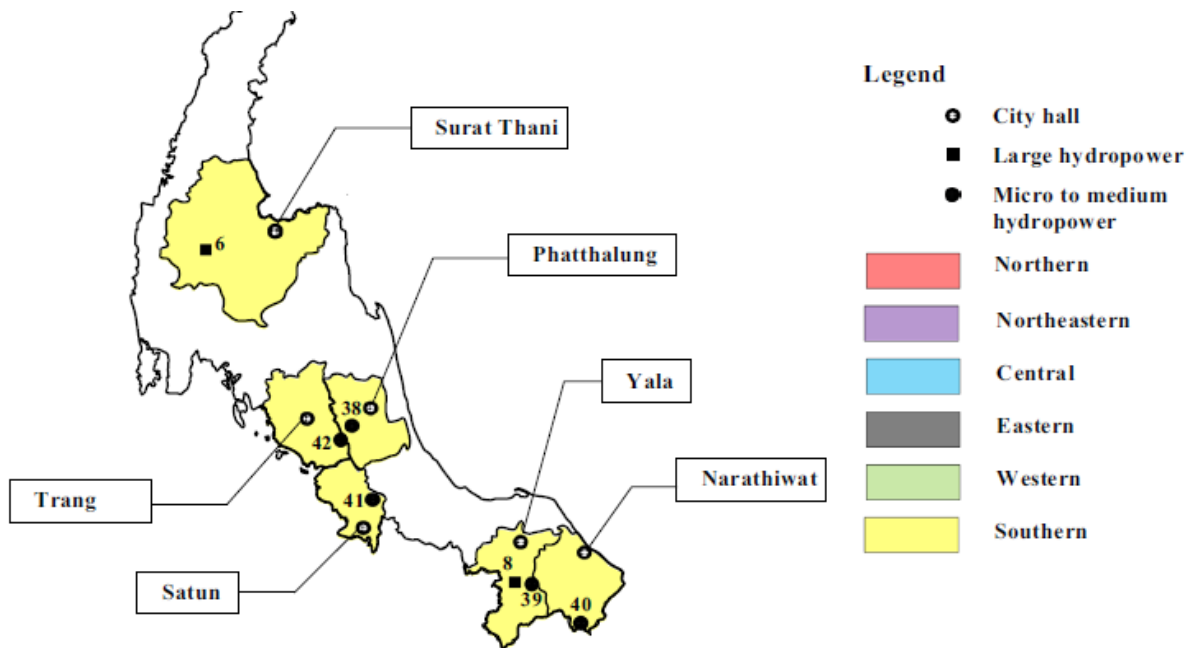 Surat Thani
6
Phatthalung
Yala
38
42
Narathiwat
Trang
41
8
39
40
Satun
Legend
City hall
Large hydropower
Micro to medium
hydropower
Northern
Northeastern
Central
Eastern
Western
Southern